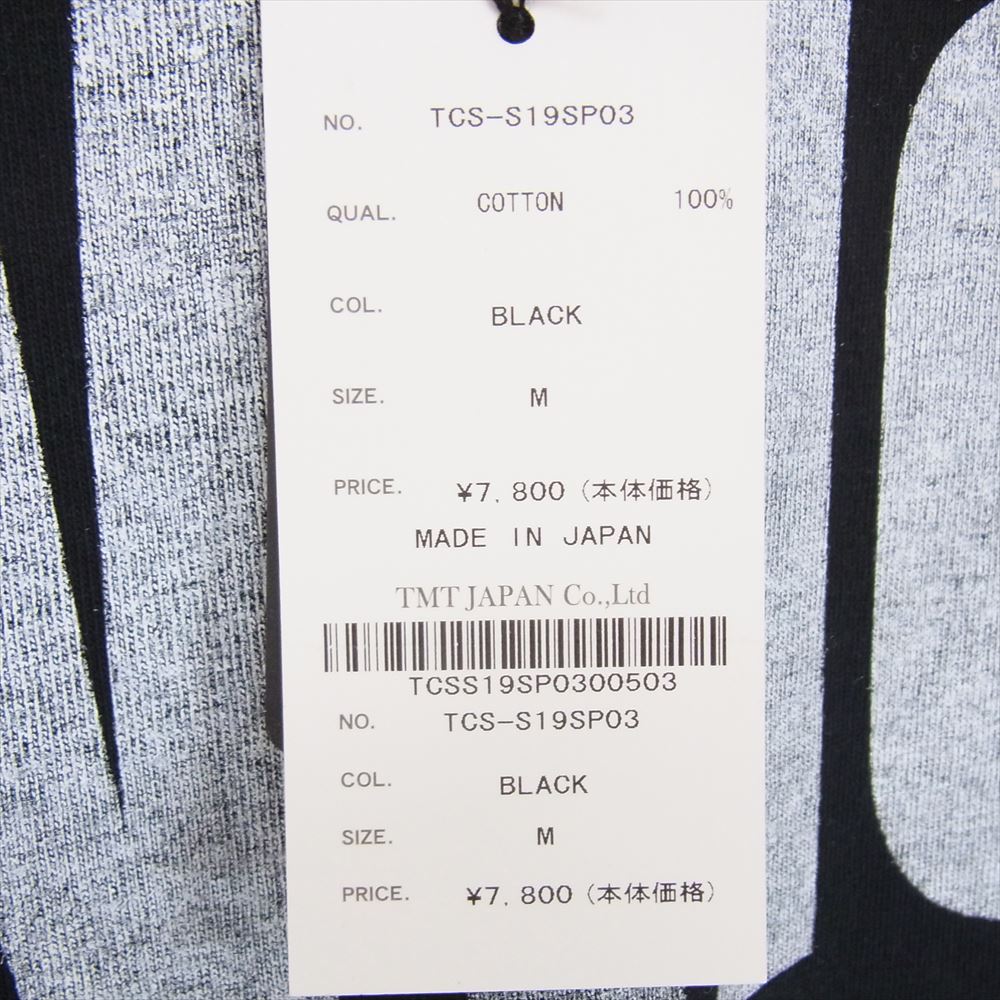 NO. TCS-S19SP03
QUAL. COTTON 100%
COL. BLACK
SIZE. M
PRICE. ¥7,800 (本体価格)
MADE IN JAPAN
TMT JAPAN Co.,Ltd
TCSS19SP0300503
NO. TCS-S19SP03
COL. BLACK
SIZE. M
PRICE. ¥7,800 (本体価格)